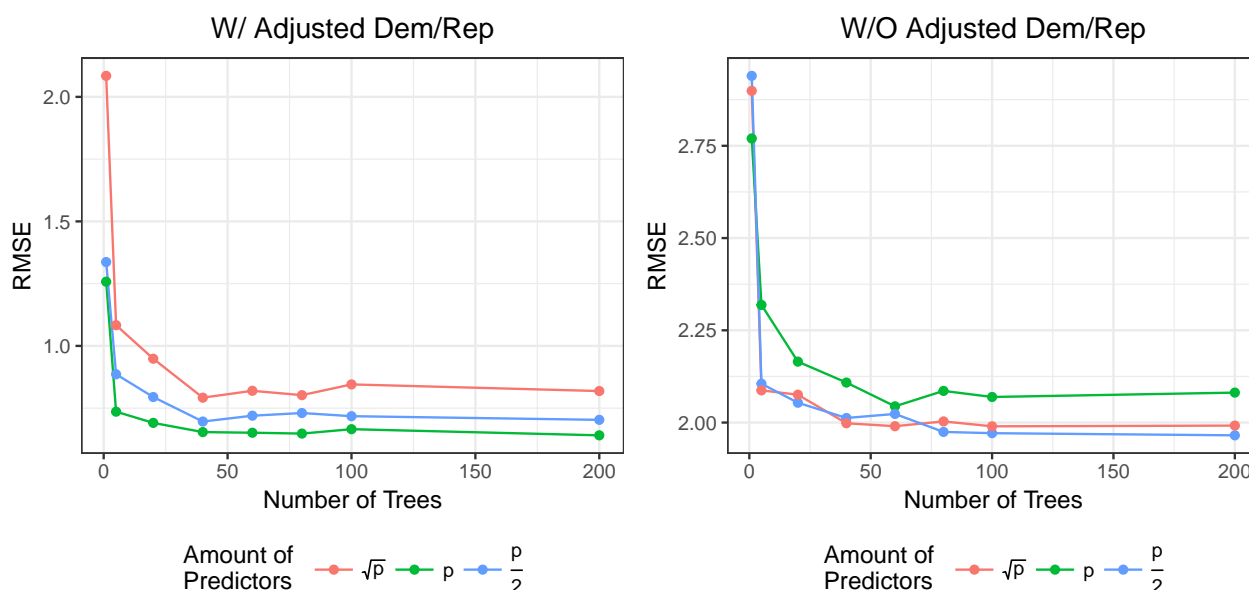 W/ Adjusted Dem/Rep
2.0
1.5
1.0
RMSE
0 50 100 150 200
Number of Trees
Amount of
Predictors √p p p/2
W/O Adjusted Dem/Rep
2.75
2.50
2.25
2.00
RMSE
0 50 100 150 200
Number of Trees
Amount of
Predictors √p p p/2